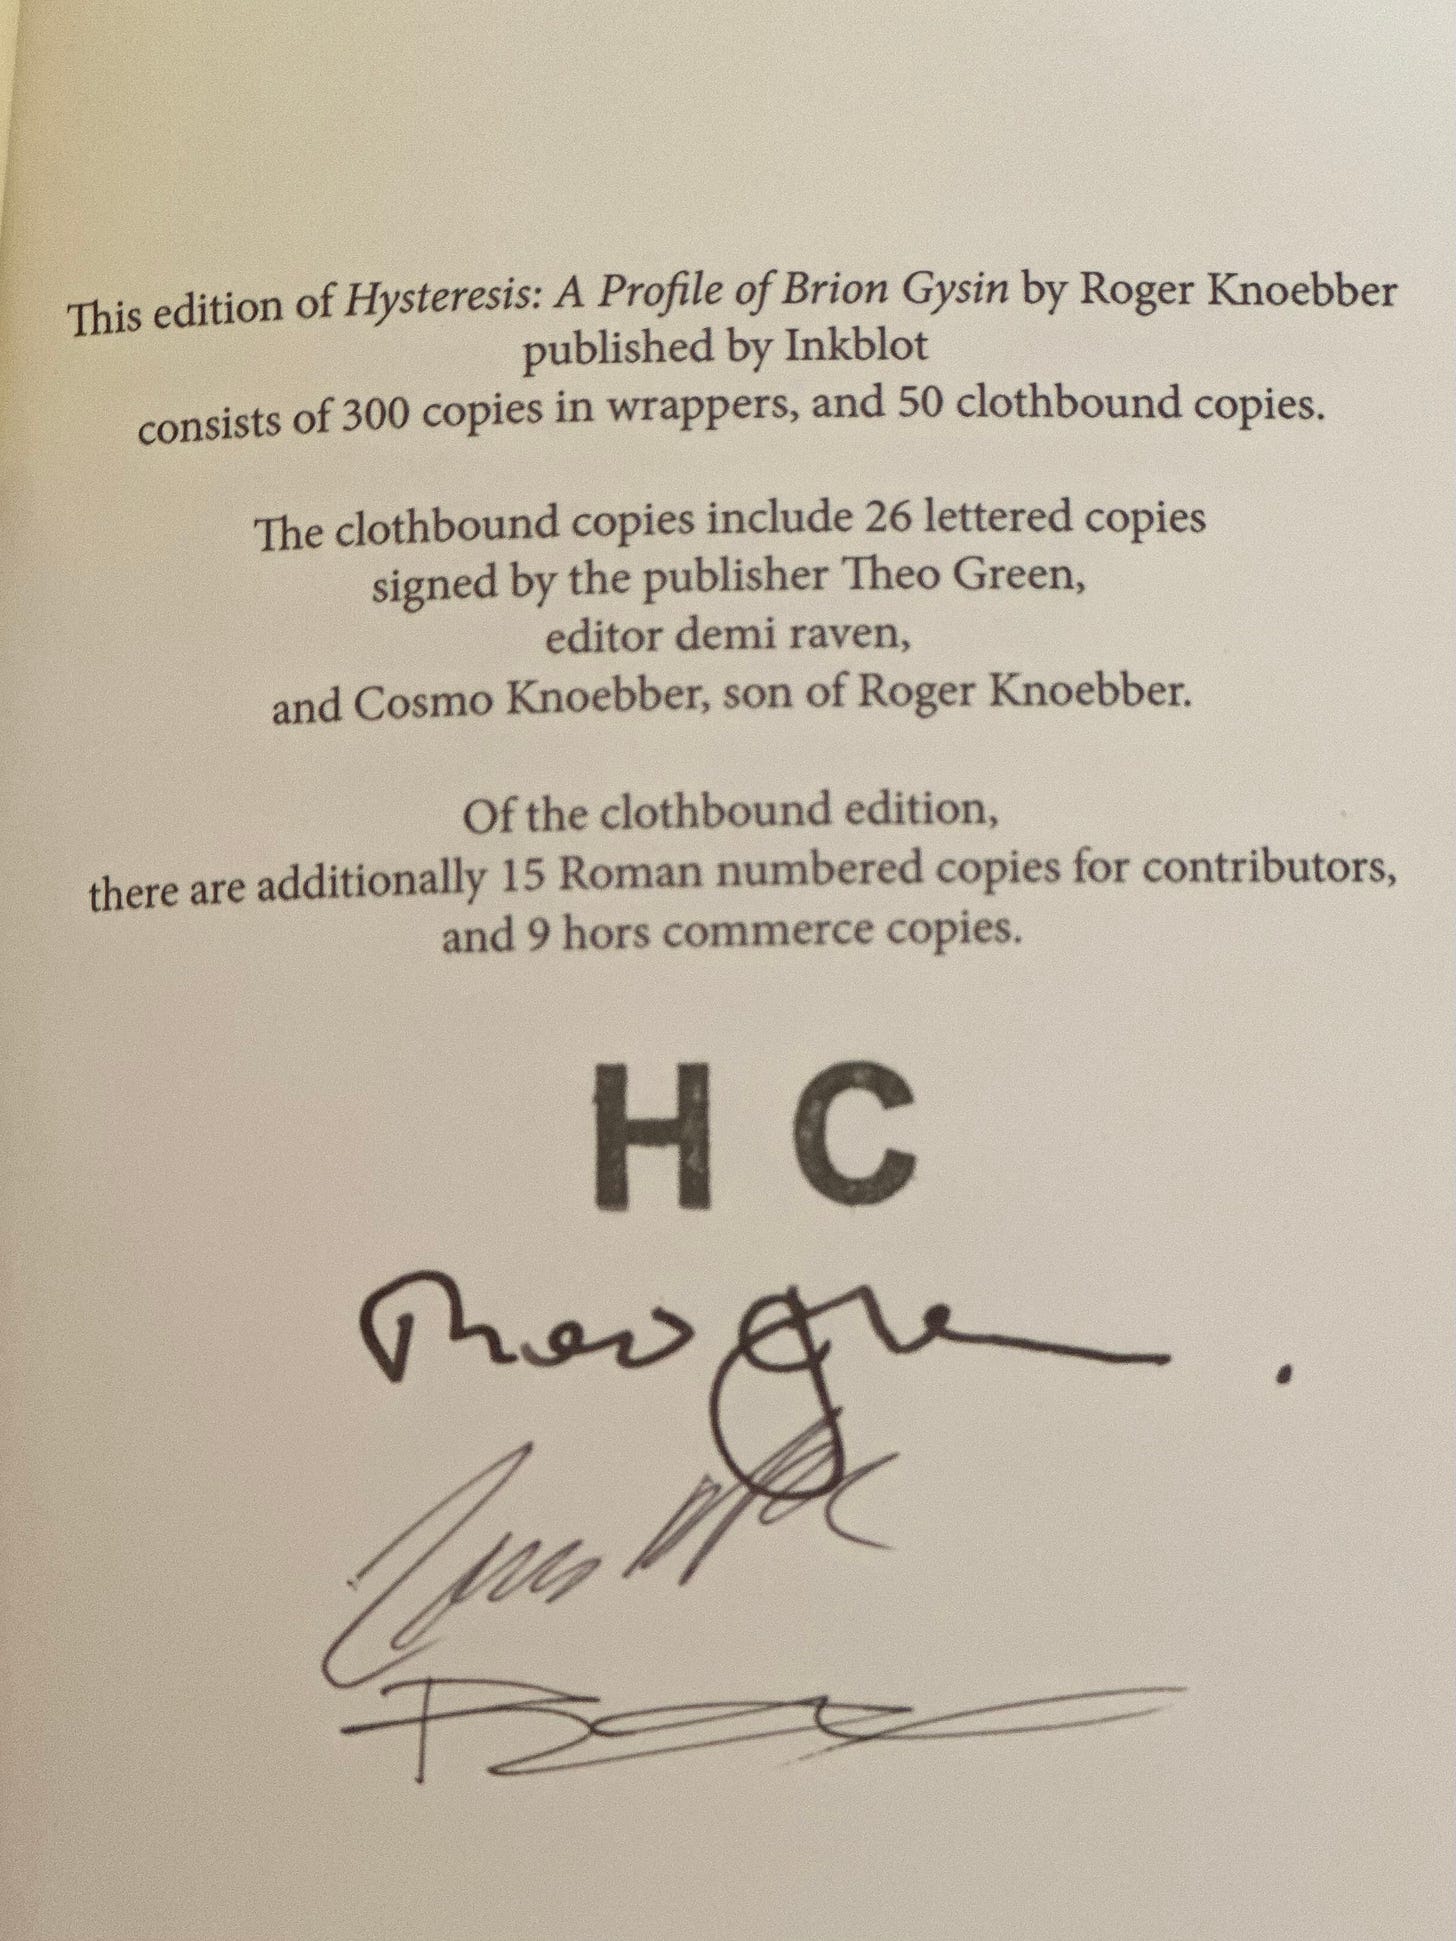 This edition of Hysteresis: A Profile of Brion Gysin by Roger Knoebber
published by Inkblot
consists of 300 copies in wrappers, and 50 clothbound copies.
The clothbound copies include 26 lettered copies
signed by the publisher Theo Green,
editor demi raven,
and Cosmo Knoebber, son of Roger Knoebber.
Of the clothbound edition,
there are additionally 15 Roman numbered copies for contributors,
and 9 hors commerce copies.
H C
Theo Green